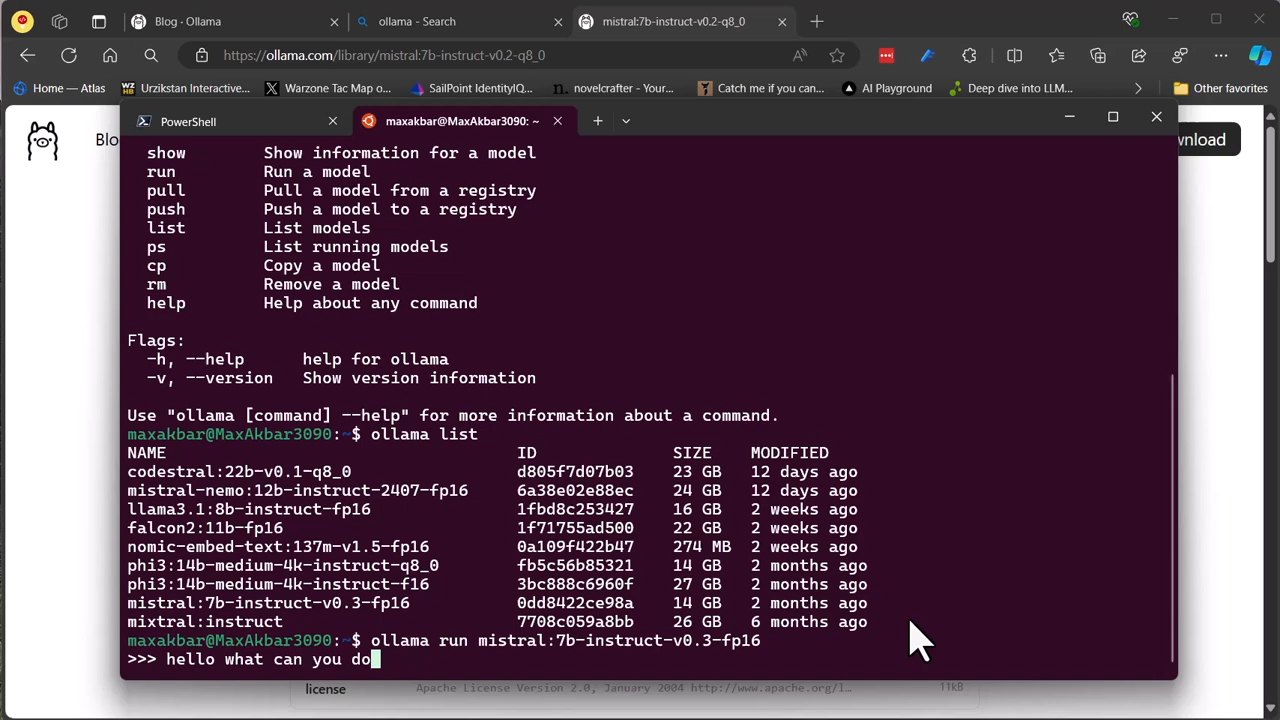 Blog - Ollama
ollama - Search
mistral:7b-instruct-v0.2-q8_0
https://ollama.com/library/mistral:7b-instruct-v0.2-q8_0
Home — Atlas
Urzikstan Interactive...
Warzone Tac Map o...
SailPoint IdentityIQ...
novelcrafter - Your...
Catch me if you can...
AI Playground
Deep dive into LLM...
Other favorites
Blo
wnload
PowerShell
maxakbar@MaxAkbar3090: ~
show Show information for a model
run Run a model
pull Pull a model from a registry
push Push a model to a registry
list List models
ps List running models
cp Copy a model
rm Remove a model
help Help about any command
Flags:
-h, --help help for ollama
-v, --version Show version information
Use "ollama [command] --help" for more information about a command.
maxakbar@MaxAkbar3090:~$ ollama list
NAME ID SIZE MODIFIED
codestral:22b-v0.1-q8_0 d805f7d07b03 23 GB 12 days ago
mistral-nemo:12b-instruct-2407-fp16 6a38e02e88ec 24 GB 12 days ago
llama3.1:8b-instruct-fp16 1fbd8c253427 16 GB 2 weeks ago
falcon2:11b-fp16 1f71755ad500 22 GB 2 weeks ago
nomic-embed-text:137m-v1.5-fp16 0a109f422b47 274 MB 2 weeks ago
phi3:14b-medium-4k-instruct-q8_0 fb5c56b85321 14 GB 2 months ago
phi3:14b-medium-4k-instruct-f16 3bc888c6960f 27 GB 2 months ago
mistral:7b-instruct-v0.3-fp16 0dd8422ce98a 14 GB 2 months ago
mixtral:instruct 7708c059a8bb 26 GB 6 months ago
maxakbar@MaxAkbar3090:~$ ollama run mistral:7b-instruct-v0.3-fp16
>>> hello what can you do
license Apache License Version 2.0, January 2004 http://www.apache.org/l... 11kB